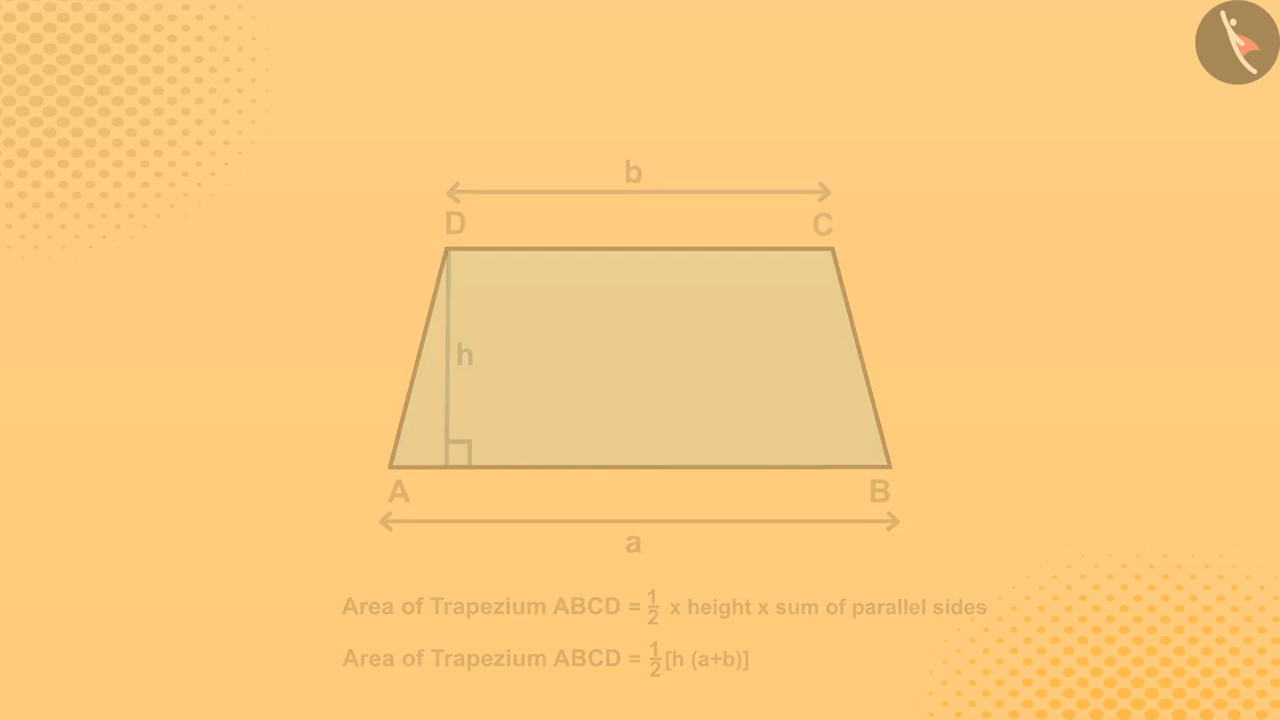 b
D C
h
A B
a
Area of Trapezium ABCD = 1/2 x height x sum of parallel sides
Area of Trapezium ABCD = 1/2[h (a+b)]